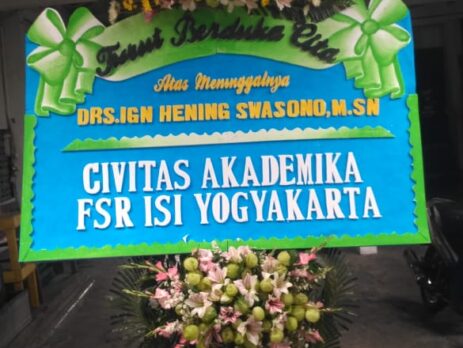 Turut Berduka Cita
Atas Meninggalnya
DRS.IGN HENING SWASONO,M.SN
CIVITAS AKADEMIKA
FSR ISI YOGYAKARTA